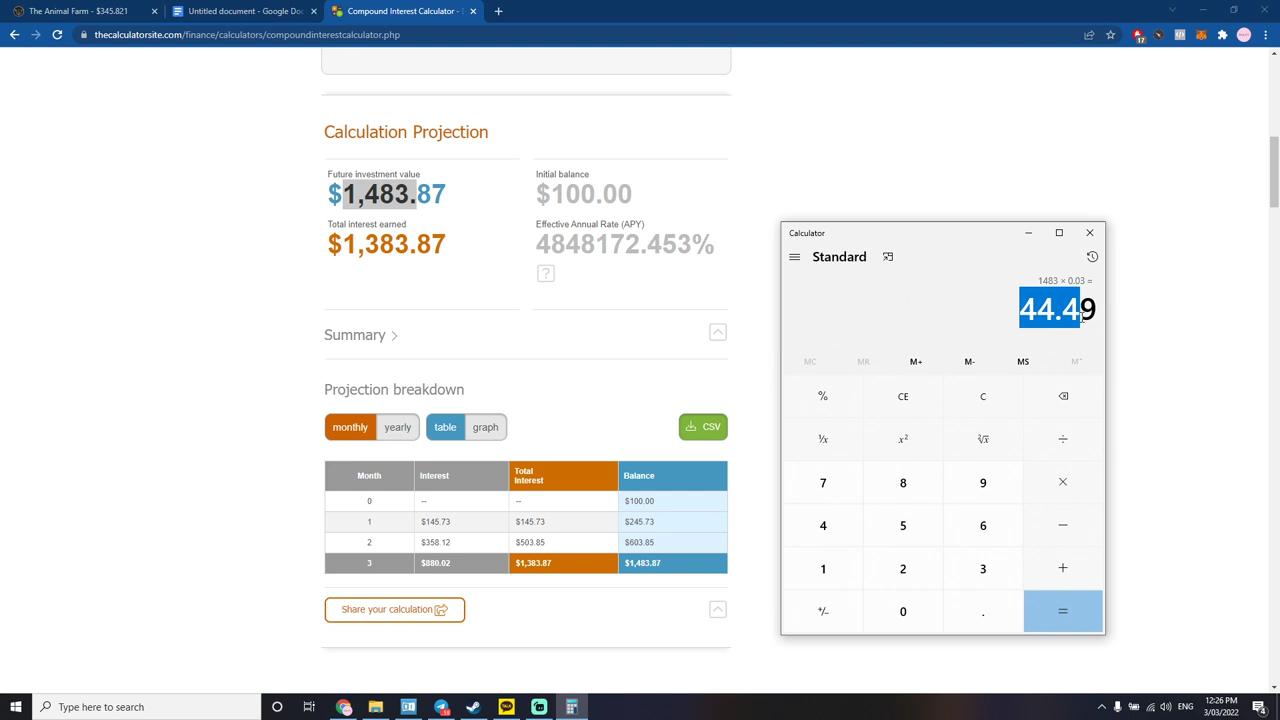 The Animal Farm - $345.821
Untitled document - Google Doc
Compound Interest Calculator -
thecalculatorsite.com/finance/calculators/compoundinterestcalculator.php
17
Calculation Projection
Future investment value
$1,483.87
Initial balance
$100.00
Total interest earned
$1,383.87
Effective Annual Rate (APY)
4848172.453%
?
Summary >
Projection breakdown
monthly yearly table graph CSV
Month Interest Total Interest Balance
0 -- -- $100.00
1 $145.73 $145.73 $245.73
2 $358.12 $503.85 $603.85
3 $880.02 $1,383.87 $1,483.87
Share your calculation
Calculator
Standard
1483 × 0.03 =
44.49
MC MR M+ M- MS M˅
% CE C
¹/x x² ²√x ÷
7 8 9 ×
4 5 6 −
1 2 3 +
+/− 0 . =
Type here to search
ENG
12:26 PM
3/03/2022